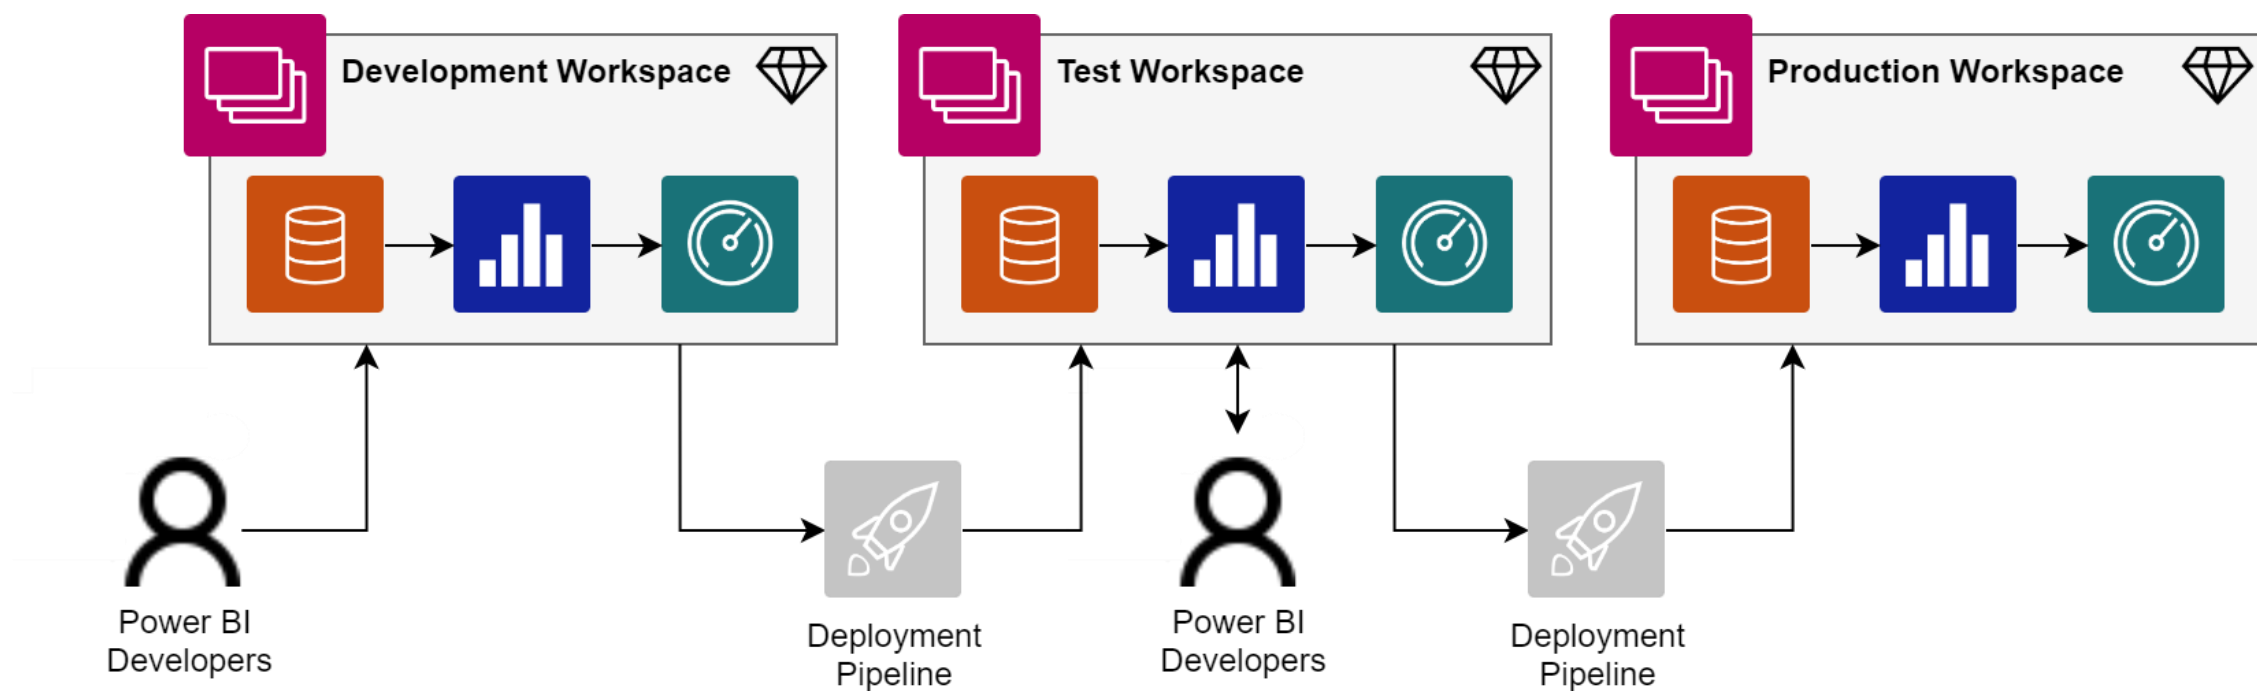 Development Workspace
Test Workspace
Production Workspace
Power BI
Developers
Deployment
Pipeline
Power BI
Developers
Deployment
Pipeline